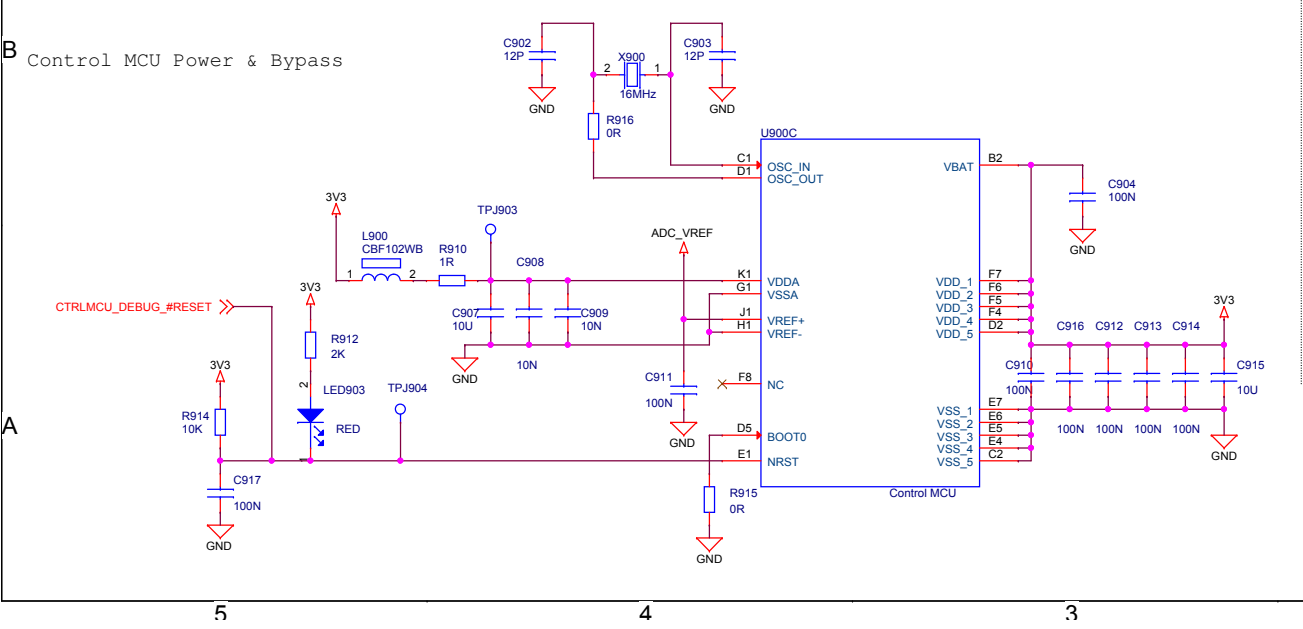 B
Control MCU Power & Bypass
C902
12P
GND
X900
2
1
16MHz
C903
12P
GND
R916
0R
U900C
C1
OSC_IN
D1
OSC_OUT
VBAT
B2
C904
100N
GND
3V3
L900
CBF102WB
1
2
R910
1R
TPJ903
C908
ADC_VREF
K1
VDDA
G1
VSSA
J1
VREF+
H1
VREF-
F8
NC
D5
BOOT0
E1
NRST
VDD_1
F7
VDD_2
F6
VDD_3
F5
VDD_4
F4
VDD_5
D2
CTRLMCU_DEBUG_#RESET
3V3
R912
2K
C907
10U
C909
10N
10N
GND
3V3
C916
C912
C913
C914
C910
100N
C915
10U
100N
100N
100N
100N
GND
VSS_1
E7
VSS_2
E6
VSS_3
E5
VSS_4
E4
VSS_5
C2
3V3
R914
10K
2
LED903
RED
1
TPJ904
C911
100N
GND
A
C917
100N
GND
R915
0R
GND
Control MCU
5
4
3